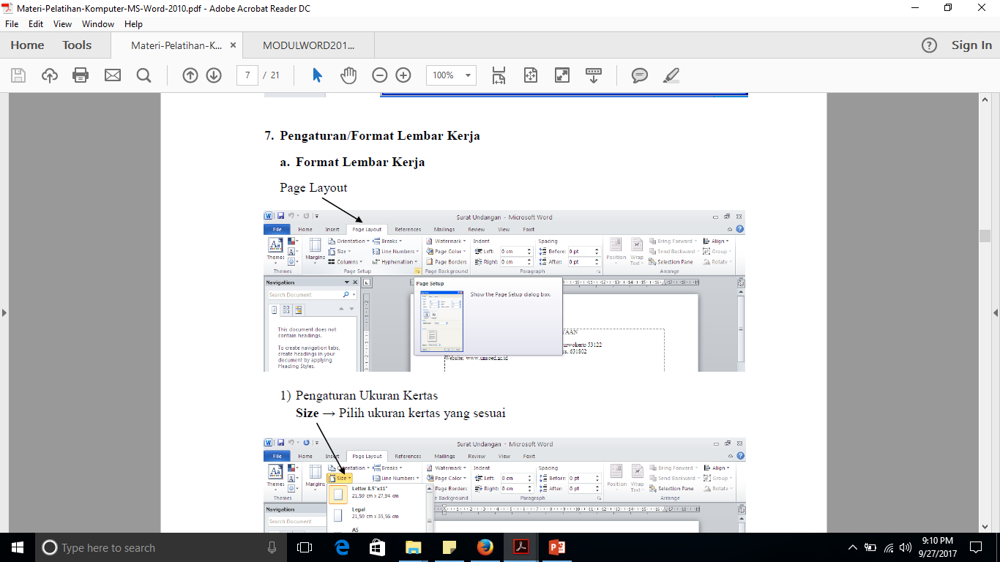 Materi-Pelatihan-Komputer-MS-Word-2010.pdf - Adobe Acrobat Reader DC
File Edit View Window Help
Home Tools Materi-Pelatihan-K... × MODULWORD201... ? Sign In
7 / 21 100%
7. Pengaturan/Format Lembar Kerja
a. Format Lembar Kerja
Page Layout
Surat Undangan - Microsoft Word
File Home Insert Page Layout References Mailings Review View Foxit
Orientation Breaks Watermark Indent Spacing Bring Forward Align
Size Line Numbers Page Color Left: 0 cm Before: 0 pt Send Backward Group
Themes Margins Columns Hyphenation Page Borders Right: 0 cm After: 0 pt Position Wrap Text Selection Pane Rotate
Themes Page Setup Page Background Paragraph Arrange
Navigation
Search Document
This document does not
contain headings.
To create navigation tabs,
create headings in your
document by applying
Heading Styles.
Page Setup
Show the Page Setup dialog box.
53122
631802
Website: www.unsoed.ac.id
1) Pengaturan Ukuran Kertas
Size → Pilih ukuran kertas yang sesuai
Surat Undangan - Microsoft Word
File Home Insert Page Layout References Mailings Review View Foxit
Orientation Breaks Watermark Indent Spacing Bring Forward Align
Size Line Numbers Page Color Left: 0 cm Before: 0 pt Send Backward Group
Themes Margins Page Borders Right: 0 cm After: 0 pt Position Wrap Text Selection Pane Rotate
Themes Background Paragraph Arrange
Navigation
Search Document
Letter 8.5"x11"
21,59 cm x 27,94 cm
Legal
21,59 cm x 35,56 cm
A5
Type here to search
9:10 PM
9/27/2017